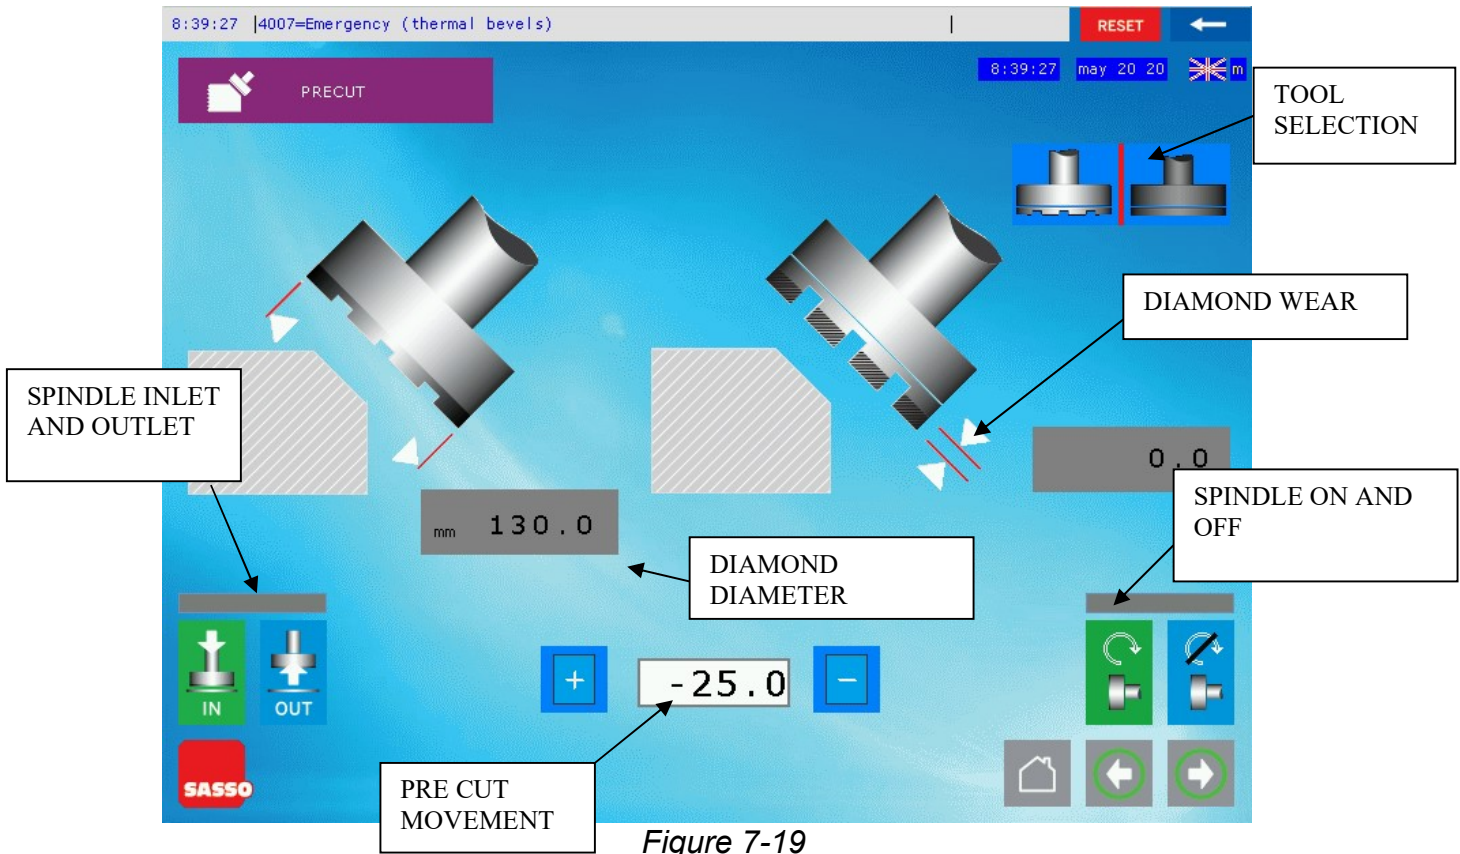 8:39:27 |4007=Emergency (thermal bevels)
RESET
PRECUT
8:39:27 may 20 20 m
TOOL
SELECTION
DIAMOND WEAR
SPINDLE INLET
AND OUTLET
0.0
SPINDLE ON AND
OFF
mm 130.0
DIAMOND
DIAMETER
IN OUT
+ -25.0 -
SASSO
PRE CUT
MOVEMENT
Figure 7-19